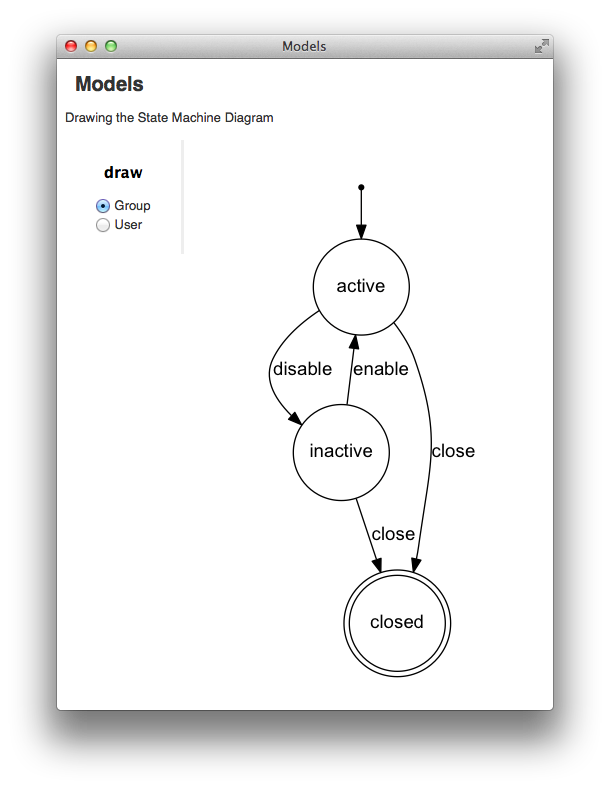 Models
Models
Drawing the State Machine Diagram
draw
Group
User
active
disable
enable
inactive
close
close
closed